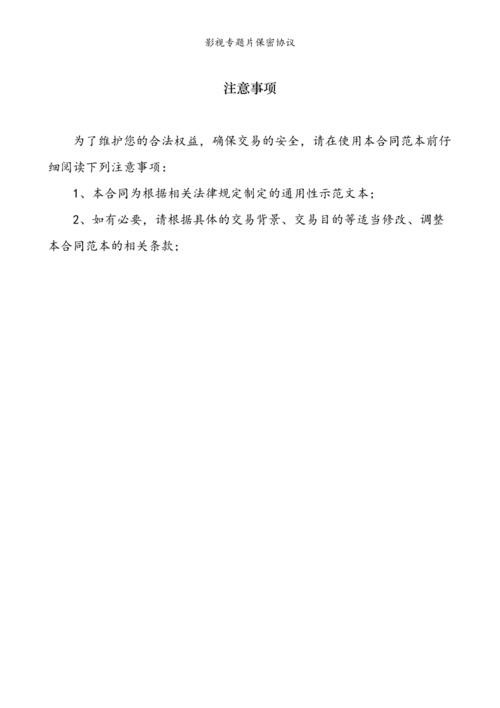 影视专题片保密协议
注意事项
为了维护您的合法权益，确保交易的安全，请在使用本合同范本前仔
细阅读下列注意事项：
1、本合同为根据相关法律规定制定的通用性示范文本；
2、如有必要，请根据具体的交易背景、交易目的等适当修改、调整
本合同范本的相关条款；